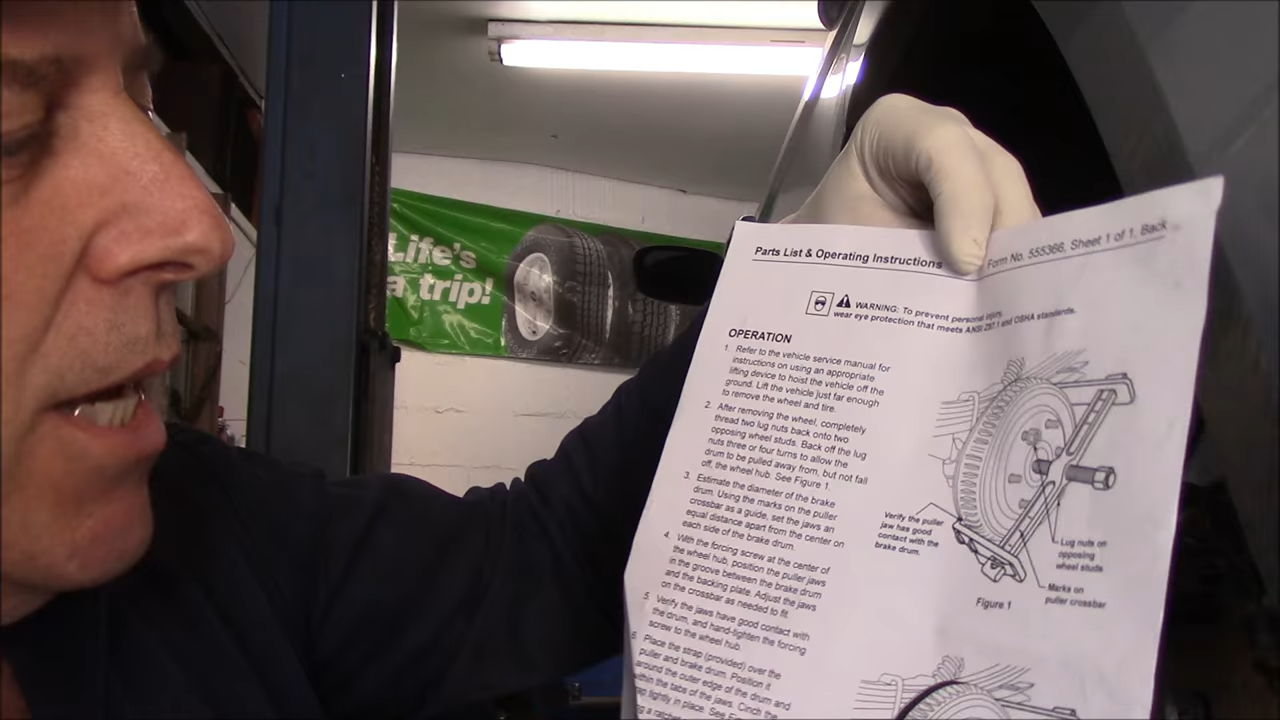 Life's
a trip!
Parts List & Operating Instructions
Form No. 555366, Sheet 1 of 1, Back
WARNING: To prevent personal injury,
wear eye protection that meets ANSI Z87.1 and OSHA standards.
OPERATION
1. Refer to the vehicle service manual for
instructions on using an appropriate
lifting device to hoist the vehicle off the
ground. Lift the vehicle just far enough
to remove the wheel and tire.
2. After removing the wheel, completely
thread two lug nuts back onto two
opposing wheel studs. Back off the lug
nuts three or four turns to allow the
drum to be pulled away from, but not fall
off, the wheel hub. See Figure 1
3. Estimate the diameter of the brake
drum. Using the marks on the puller
crossbar as a guide, set the jaws an
equal distance apart from the center on
each side of the brake drum.
4. With the forcing screw at the center of
the wheel hub, position the puller jaws
in the groove between the brake drum
and the backing plate. Adjust the jaws
on the crossbar as needed to fit.
5. Verify the jaws have good contact with
the drum, and hand-tighten the forcing
screw to the wheel hub.
6. Place the strap (provided) over the
puller and brake drum. Position it
around the outer edge of the drum and
within the tabs of the jaws. Cinch the
tightly in place. See
Verify the puller
jaw has good
contact with the
brake drum.
Lug nuts on
opposing
wheel studs
Marks on
puller crossbar
Figure 1